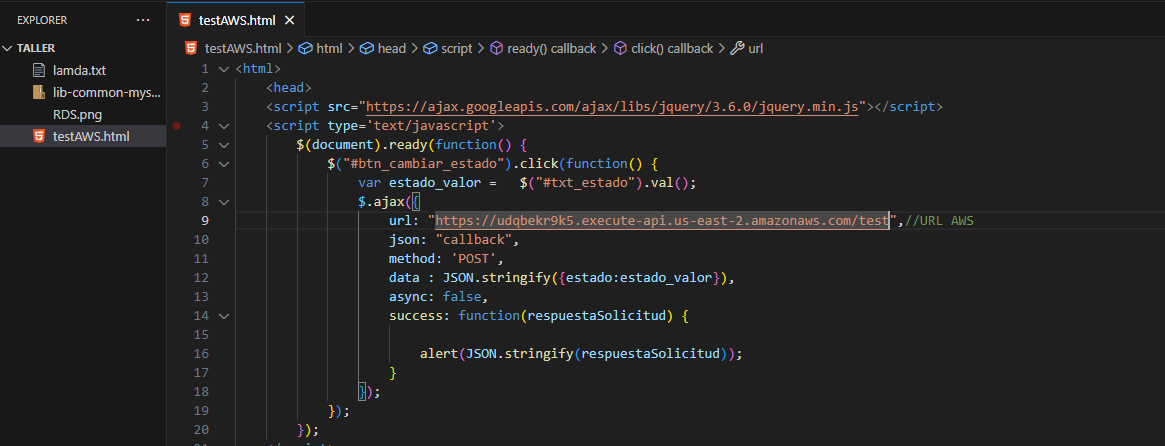 EXPLORER ...
testAWS.html
TALLER
lamda.txt
lib-common-mys...
RDS.png
testAWS.html
testAWS.html > html > head > script > ready() callback > click() callback > url
1 <html>
2 <head>
3 <script src="https://ajax.googleapis.com/ajax/libs/jquery/3.6.0/jquery.min.js"></script>
4 <script type='text/javascript'>
5 $(document).ready(function() {
6 $("#btn_cambiar_estado").click(function() {
7 var estado_valor = $("#txt_estado").val();
8 $.ajax({
9 url: "https://udqbekr9k5.execute-api.us-east-2.amazonaws.com/test",//URL AWS
10 json: "callback",
11 method: 'POST',
12 data : JSON.stringify({estado:estado_valor}),
13 async: false,
14 success: function(respuestaSolicitud) {
15
16 alert(JSON.stringify(respuestaSolicitud));
17 }
18 });
19 });
20 });